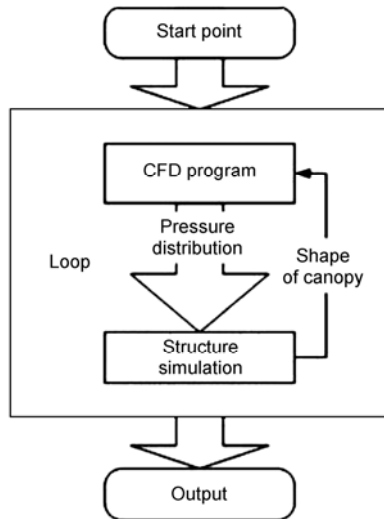 Start point
CFD program
Pressure
distribution
Loop
Shape
of canopy
Structure
simulation
Output